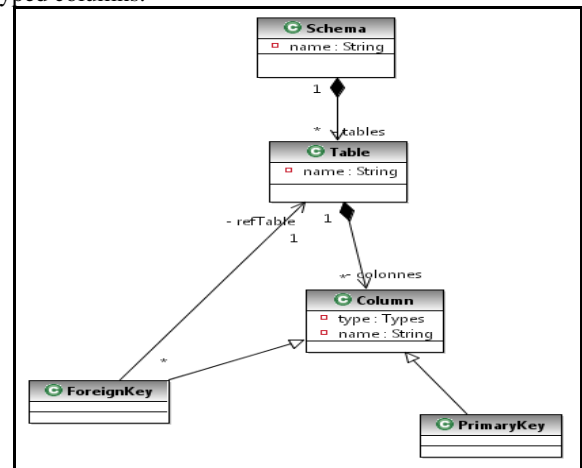 yped columns.
Schema
name : String
1
* - tables
Table
name : String
- refTable
1
1
*- colonnes
Column
type : Types
name : String
*
ForeignKey
PrimaryKey